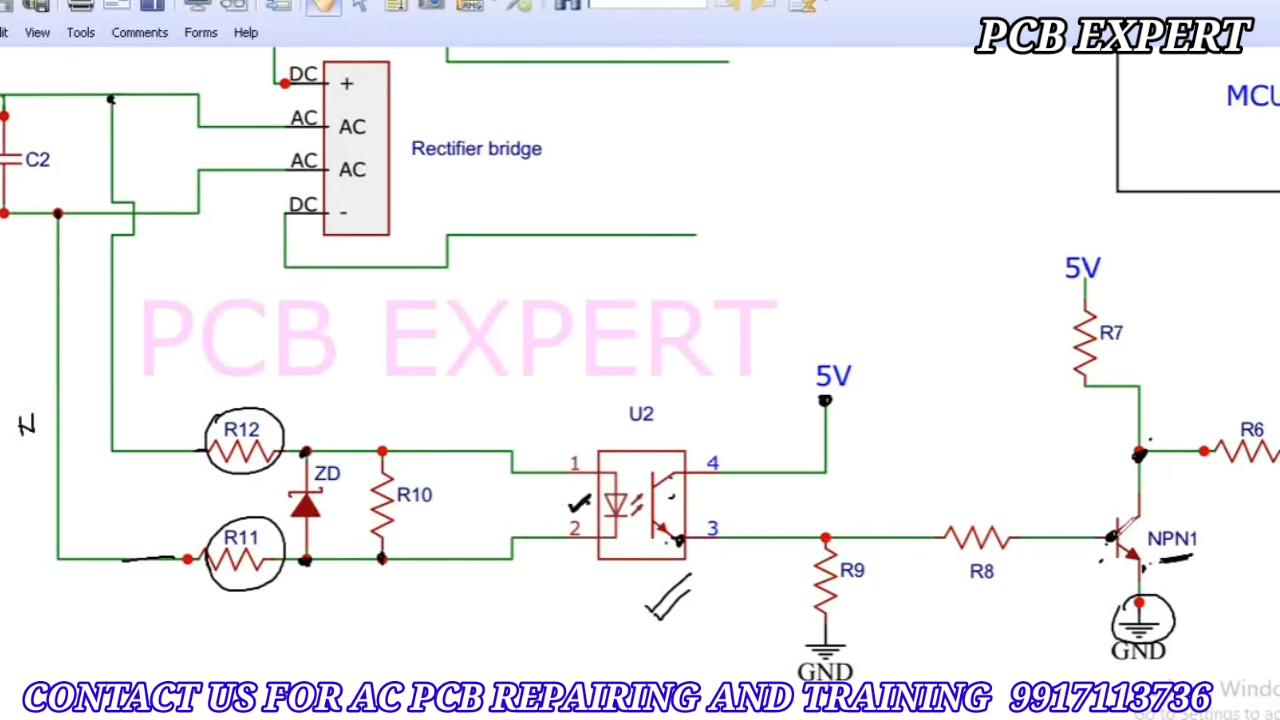 PCB EXPERT
View Tools Comments Forms Help
DC +
AC AC
AC AC
DC -
C2
Rectifier bridge
MCU
5V
R7
PCB EXPERT
5V
U2
R12
ZD
R10
R11
1
2
4
3
R6
NPN1
R9
R8
GND
GND
CONTACT US FOR AC PCB REPAIRING AND TRAINING 9917113736